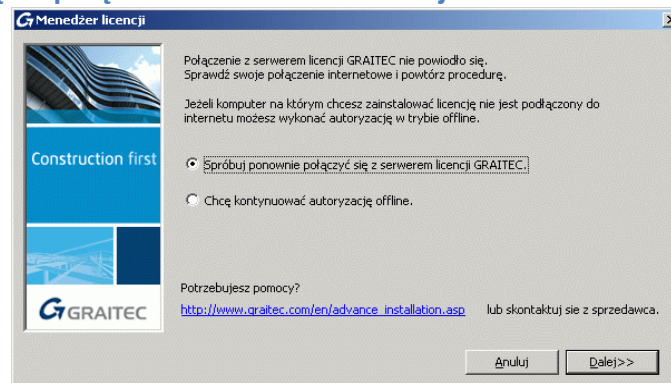 Menedżer licencji
Połączenie z serwerem licencji GRAITEC nie powiodło się.
Sprawdź swoje połączenie internetowe i powtórz procedurę.
Jeżeli komputer na którym chcesz zainstalować licencję nie jest podłączony do
internetu możesz wykonać autoryzację w trybie offline.
Construction first
Spróbuj ponownie połączyć się z serwerem licencji GRAITEC.
Chcę kontynuować autoryzację offline.
Potrzebujesz pomocy?
http://www.graitec.com/en/advance_installation.asp lub skontaktuj sie z sprzedawca.
GRAITEC
Anuluj Dalej>>